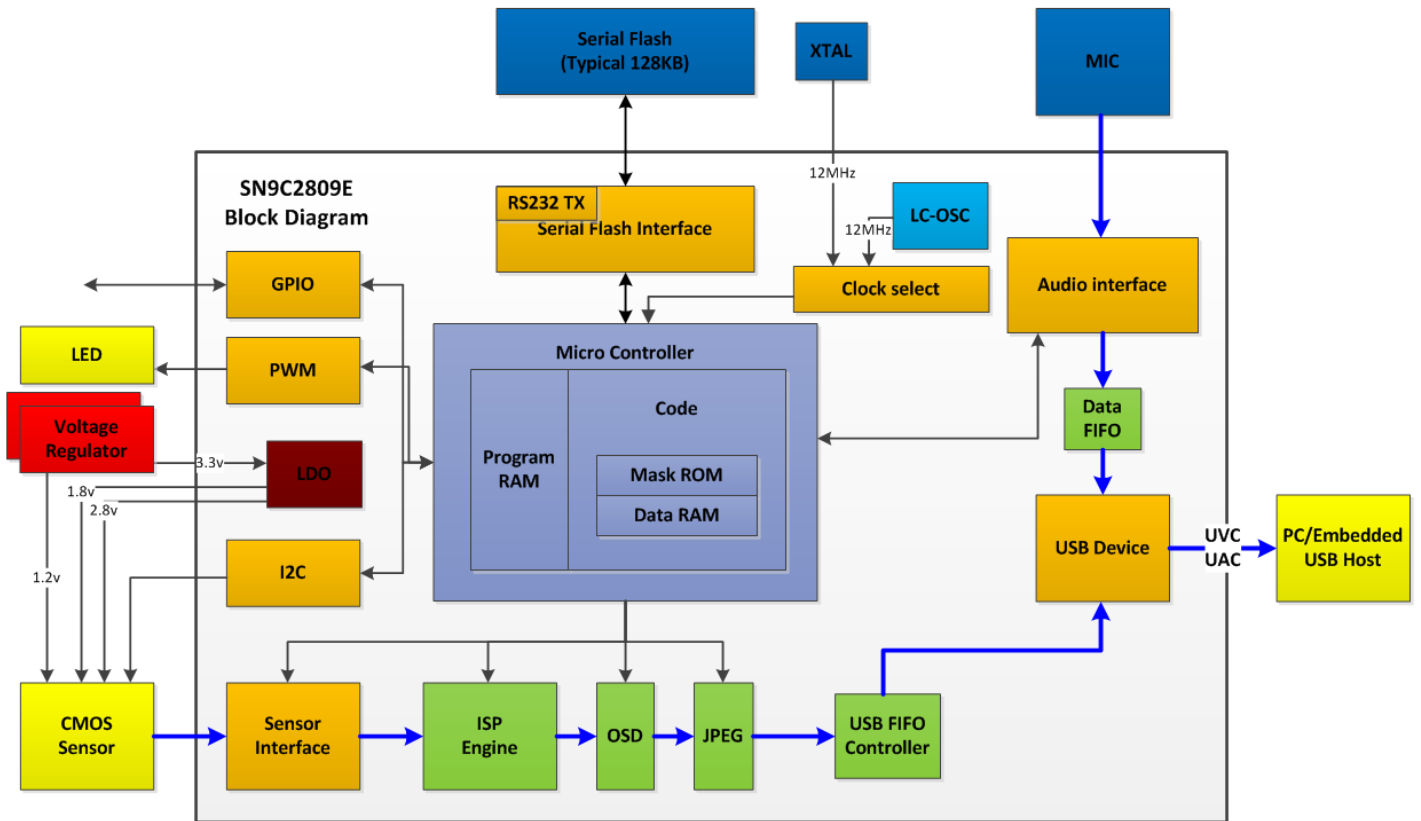 Serial Flash
(Typical 128KB)
XTAL
MIC
12MHz
SN9C2809E
Block Diagram
RS232 TX
Serial Flash Interface
LC-OSC
12MHz
GPIO
Clock select
Audio interface
LED
PWM
Micro Controller
Voltage
Regulator
3.3v
LDO
1.8v
2.8v
Program
RAM
Code
Mask ROM
Data RAM
Data
FIFO
USB Device
UVC
UAC
PC/Embedded
USB Host
1.2v
I2C
CMOS
Sensor
Sensor
Interface
ISP
Engine
OSD
JPEG
USB FIFO
Controller